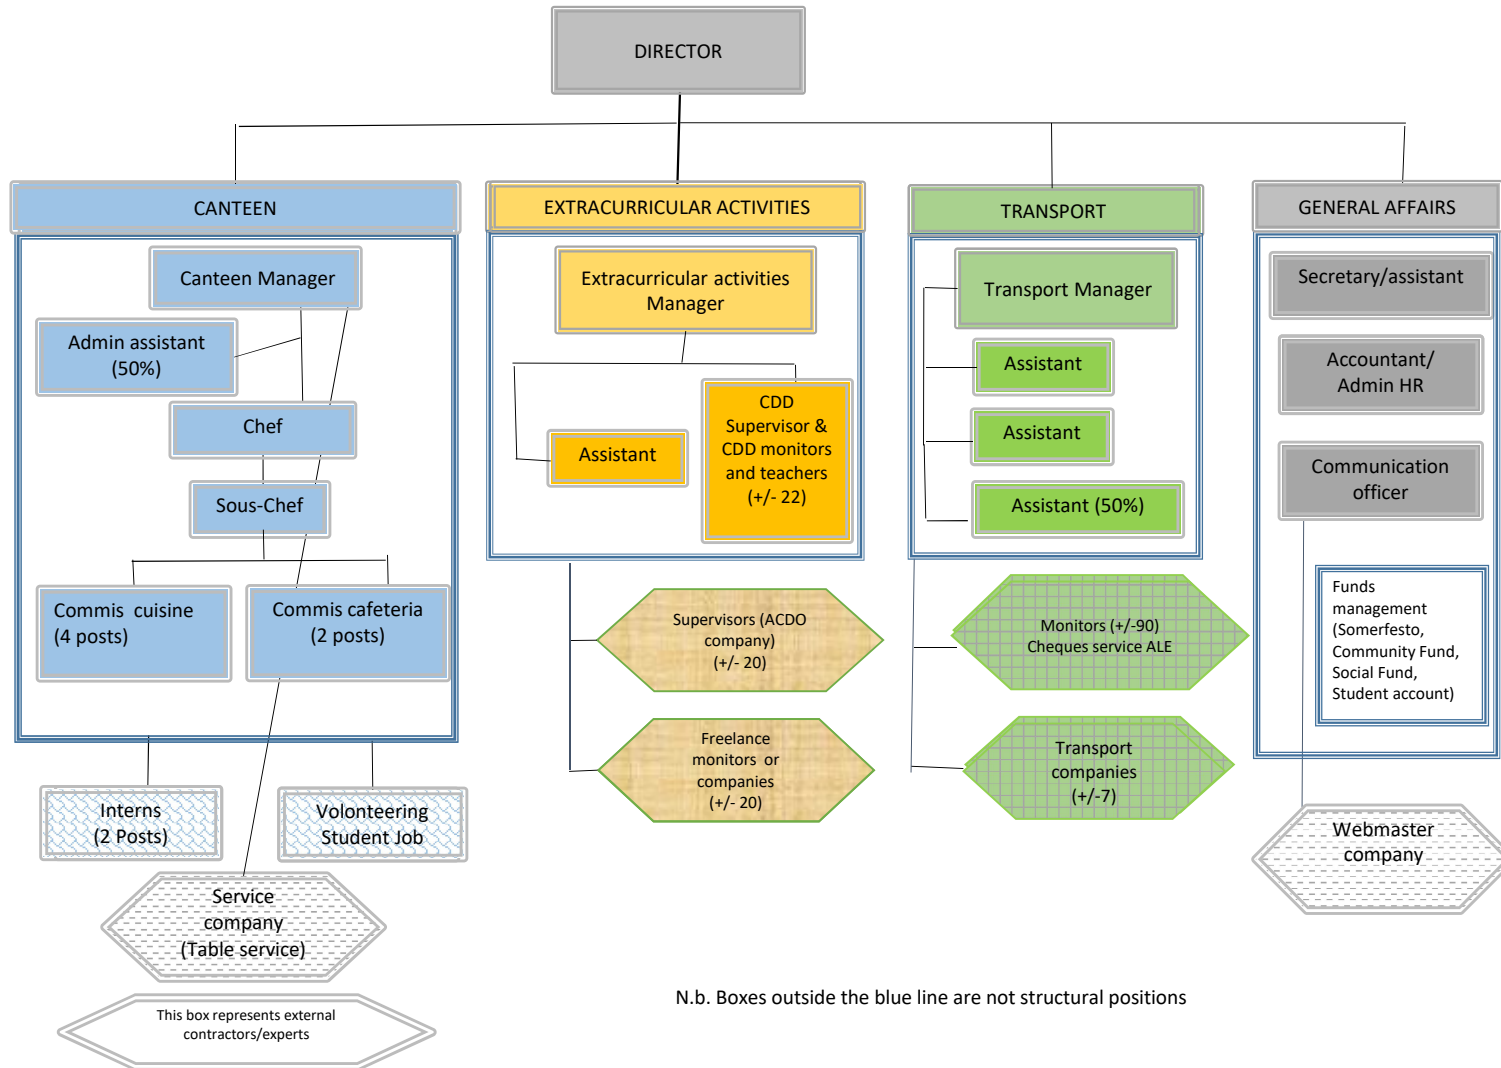 DIRECTOR
CANTEEN
EXTRACURRICULAR ACTIVITIES
TRANSPORT
GENERAL AFFAIRS
Canteen Manager
Admin assistant
(50%)
Chef
Sous-Chef
Commis cuisine
(4 posts)
Commis cafeteria
(2 posts)
Interns
(2 Posts)
Volonteering
Student Job
Service
company
(Table service)
This box represents external
contractors/experts
Extracurricular activities
Manager
Assistant
CDD
Supervisor &
CDD monitors
and teachers
(+/- 22)
Supervisors (ACDO
company)
(+/- 20)
Freelance
monitors or
companies
(+/- 20)
Transport Manager
Assistant
Assistant
Assistant (50%)
Monitors (+/-90)
Cheques service ALE
Transport
companies
(+/-7)
Secretary/assistant
Accountant/
Admin HR
Communication
officer
Funds
management
(Somerfesto,
Community Fund,
Social Fund,
Student account)
Webmaster
company
N.b. Boxes outside the blue line are not structural positions